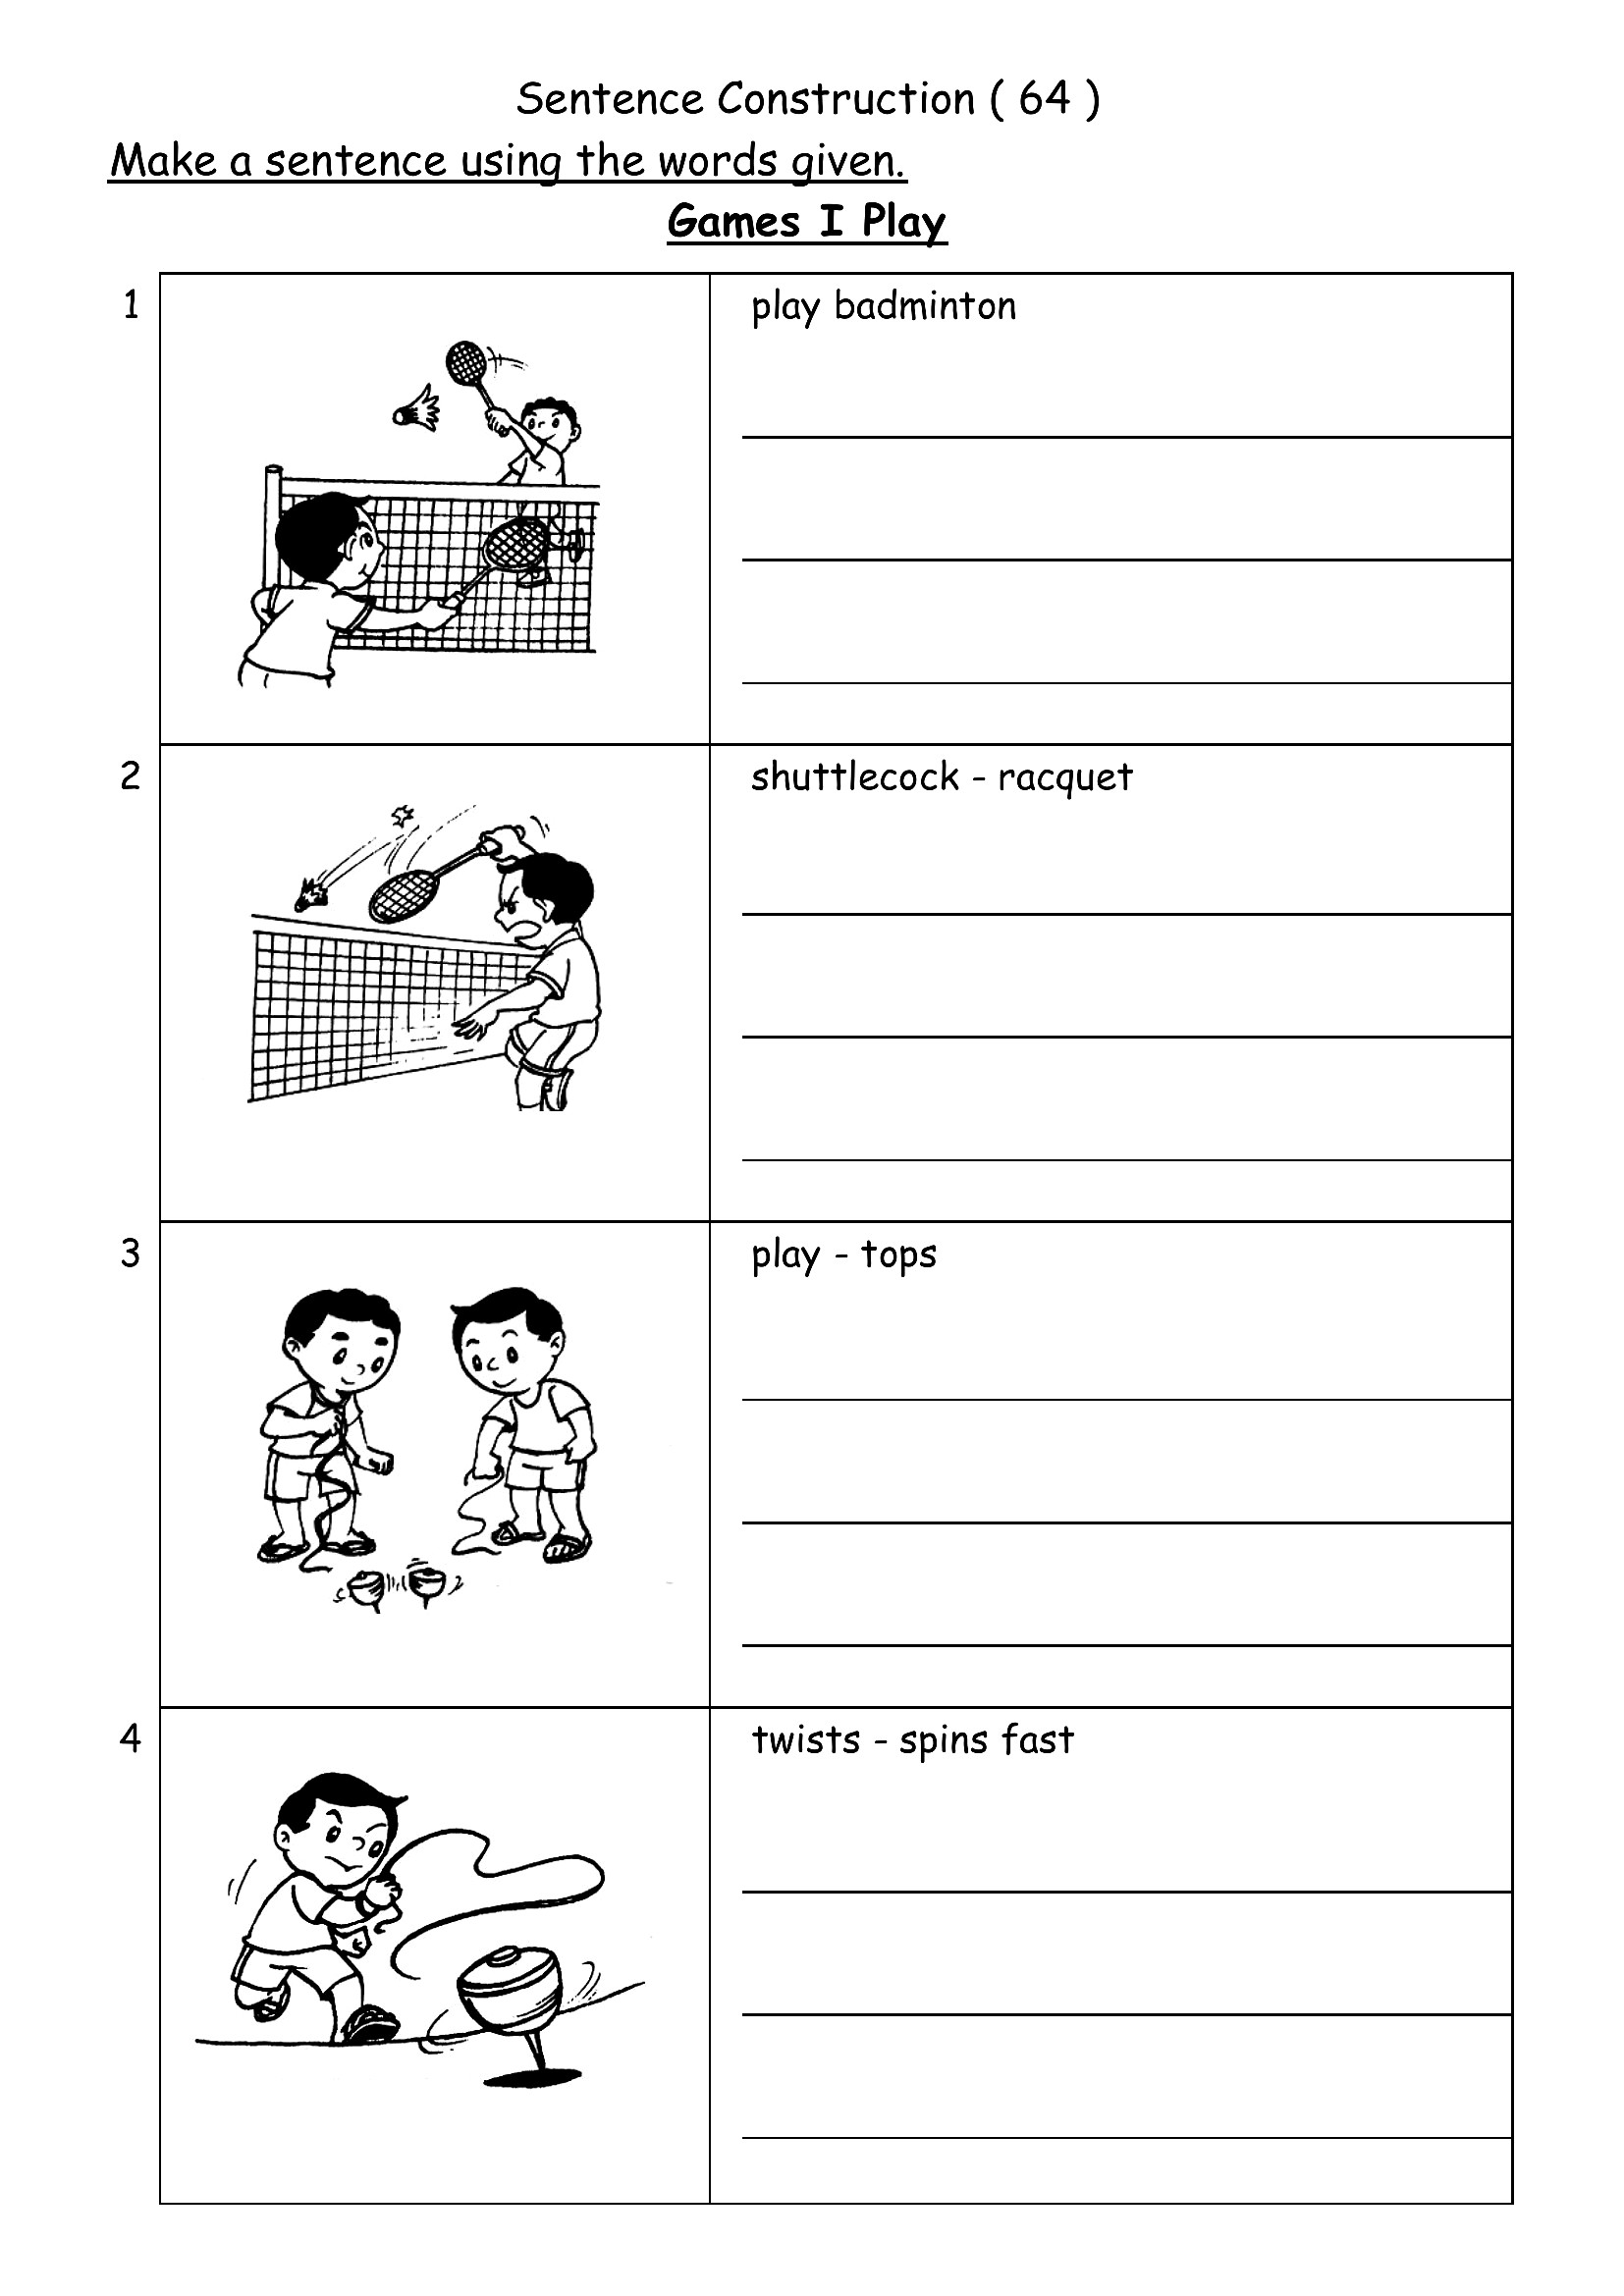 Sentence Construction ( 64 )
Make a sentence using the words given.
Games I Play
1
play badminton
2
shuttlecock - racquet
3
play - tops
4
twists - spins fast